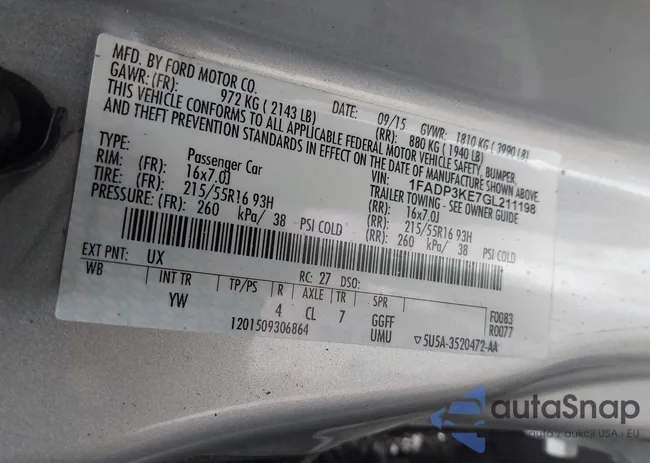 MFD. BY FORD MOTOR CO.
DATE: 09/15 GVWR: 1810 KG ( 3990 LB)
GAWR: (FR): 972 KG ( 2143 LB) (RR): 880 KG ( 1940 LB)
THIS VEHICLE CONFORMS TO ALL APPLICABLE FEDERAL MOTOR VEHICLE SAFETY, BUMPER,
AND THEFT PREVENTION STANDARDS IN EFFECT ON THE DATE OF MANUFACTURE SHOWN ABOVE.
VIN: 1FADP3KE7GL211198
TYPE: Passenger Car TRAILER TOWING - SEE OWNER GUIDE
RIM: (FR): 16x7.0J (RR): 16x7.0J
TIRES: (FR): 215/55R16 93H (RR): 215/55R16 93H
PRESSURE: (FR): 260 kPa/ 38 PSI COLD (RR): 260 kPa/ 38 PSI COLD
EXT PNT: UX RC: 27 DSO:
WB INT TR TP/PS R AXLE TR SPR
YW 4 CL 7 GGFF F0083
UMU R0077
1201509306864 ▽5U5A-3520472-AA
autoSnap
auta z aukcji USA i EU